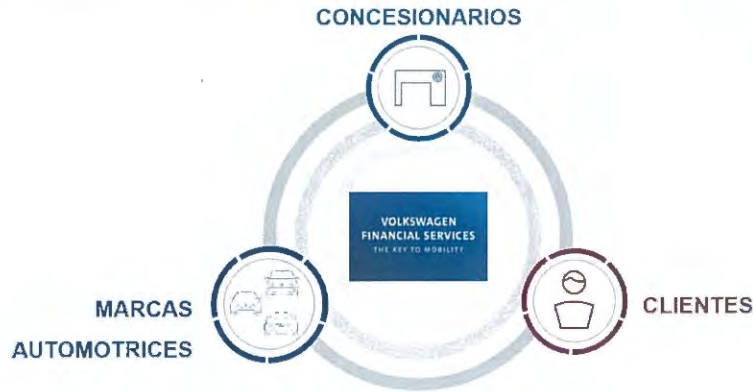 CONCESIONARIOS
VOLKSWAGEN
FINANCIAL SERVICES
THE KEY TO MOBILITY
MARCAS
AUTOMOTRICES
CLIENTES